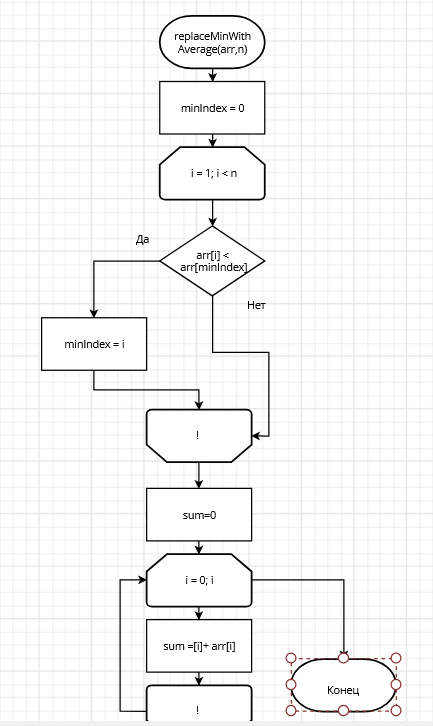 replaceMinWith
Average(arr,n)
minIndex = 0
i = 1; i < n
arr[i] <
arr[minIndex]
Да
Нет
minIndex = i
!
sum=0
i = 0; i
sum =[i]+ arr[i]
!
Конец